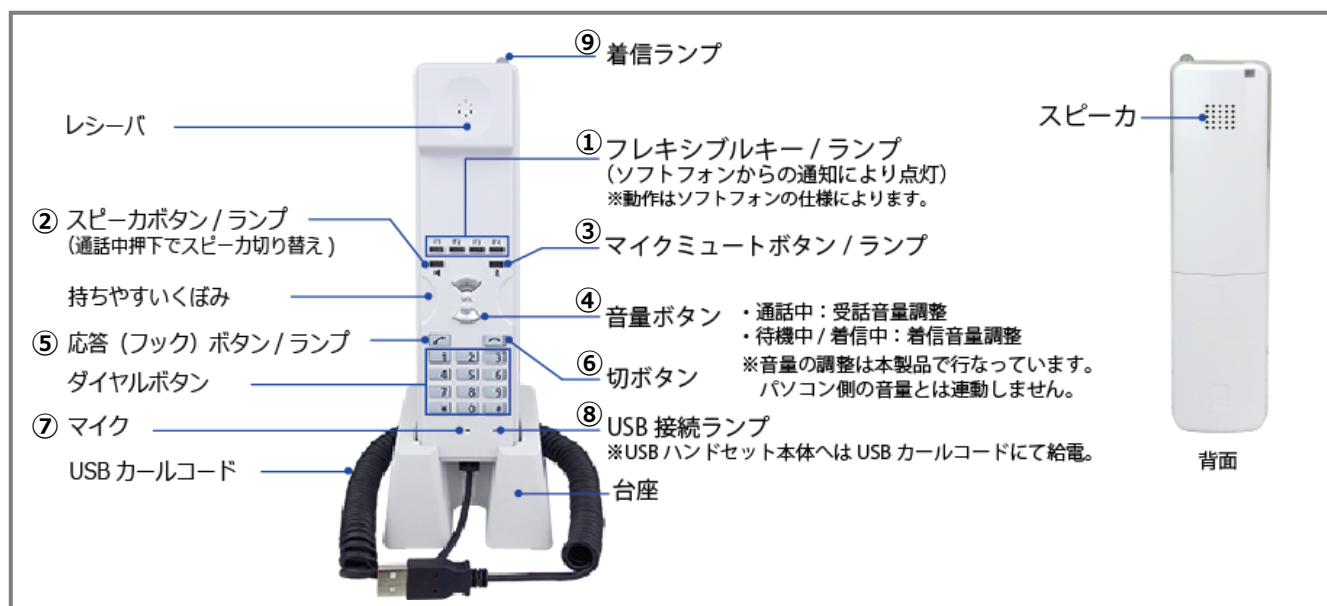 ⑨ 着信ランプ
レシーバ
スピーカ
① フレキシブルキー / ランプ
(ソフトフォンからの通知により点灯)
※動作はソフトフォンの仕様によります。
② スピーカボタン / ランプ
(通話中押下でスピーカ切り替え )
③ マイクミュートボタン / ランプ
持ちやすいくぼみ
VOL
④ 音量ボタン
・通話中：受話音量調整
・待機中 / 着信中：着信音量調整
※音量の調整は本製品で行なっています。
パソコン側の音量とは連動しません。
⑤ 応答（フック）ボタン / ランプ
ダイヤルボタン
⑥ 切ボタン
1 2 3
4 5 6
7 8 9
* 0 #
⑦ マイク
⑧ USB 接続ランプ
※USB ハンドセット本体へは USB カールコードにて給電。
USB カールコード
台座
背面